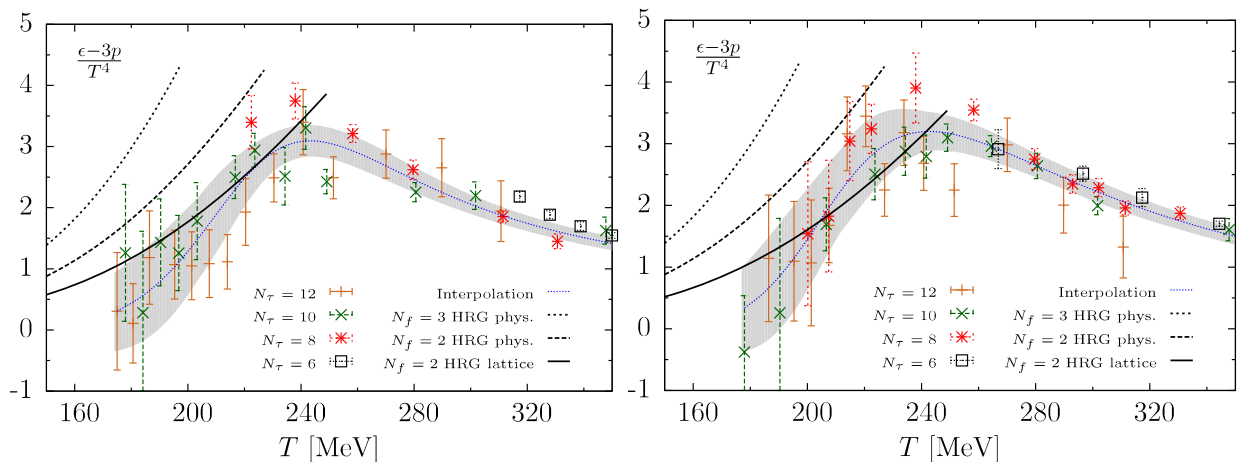 5
4
3
2
1
0
-1
ϵ−3p
T⁴
N_τ = 12
N_τ = 10
N_τ = 8
N_τ = 6
Interpolation
N_f = 3 HRG phys.
N_f = 2 HRG phys.
N_f = 2 HRG lattice
160 200 240 280 320
T [MeV]
5
4
3
2
1
0
-1
ϵ−3p
T⁴
N_τ = 12
N_τ = 10
N_τ = 8
N_τ = 6
Interpolation
N_f = 3 HRG phys.
N_f = 2 HRG phys.
N_f = 2 HRG lattice
160 200 240 280 320
T [MeV]